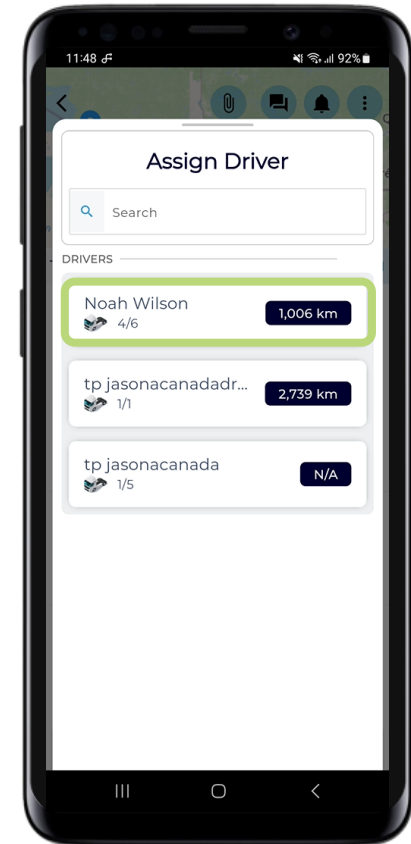 11:48
92%
Assign Driver
Search
DRIVERS
Noah Wilson
4/6
1,006 km
tp jasonacanadadr...
1/1
2,739 km
tp jasonacanada
1/5
N/A